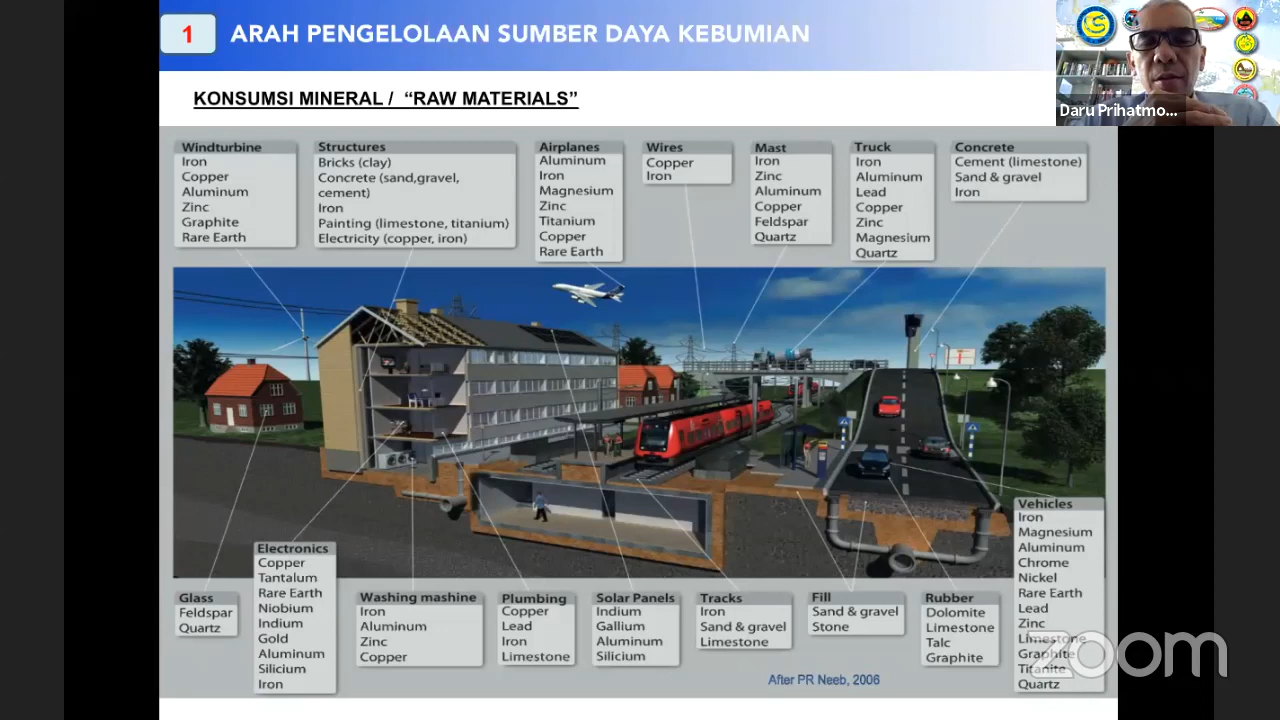 1
ARAH PENGELOLAAN SUMBER DAYA KEBUMIAN
Daru Prihatmo...
KONSUMSI MINERAL / “RAW MATERIALS”
Windturbine
Iron
Copper
Aluminum
Zinc
Graphite
Rare Earth
Structures
Bricks (clay)
Concrete (sand,gravel,
cement)
Iron
Painting (limestone, titanium)
Electricity (copper, iron)
Airplanes
Aluminum
Iron
Magnesium
Zinc
Titanium
Copper
Rare Earth
Wires
Copper
Iron
Mast
Iron
Zinc
Aluminum
Copper
Feldspar
Quartz
Truck
Iron
Aluminum
Lead
Copper
Zinc
Magnesium
Quartz
Concrete
Cement (limestone)
Sand & gravel
Iron
Glass
Feldspar
Quartz
Electronics
Copper
Tantalum
Rare Earth
Niobium
Indium
Gold
Aluminum
Silicium
Iron
Washing mashine
Iron
Aluminum
Zinc
Copper
Plumbing
Copper
Lead
Iron
Limestone
Solar Panels
Indium
Gallium
Aluminum
Silicium
Tracks
Iron
Sand & gravel
Limestone
Fill
Sand & gravel
Stone
Rubber
Dolomite
Limestone
Talc
Graphite
Vehicles
Iron
Magnesium
Aluminum
Chrome
Nickel
Rare Earth
Lead
Zinc
Limestone
Graphite
Titanite
Quartz
After PR Neeb, 2006
zoom